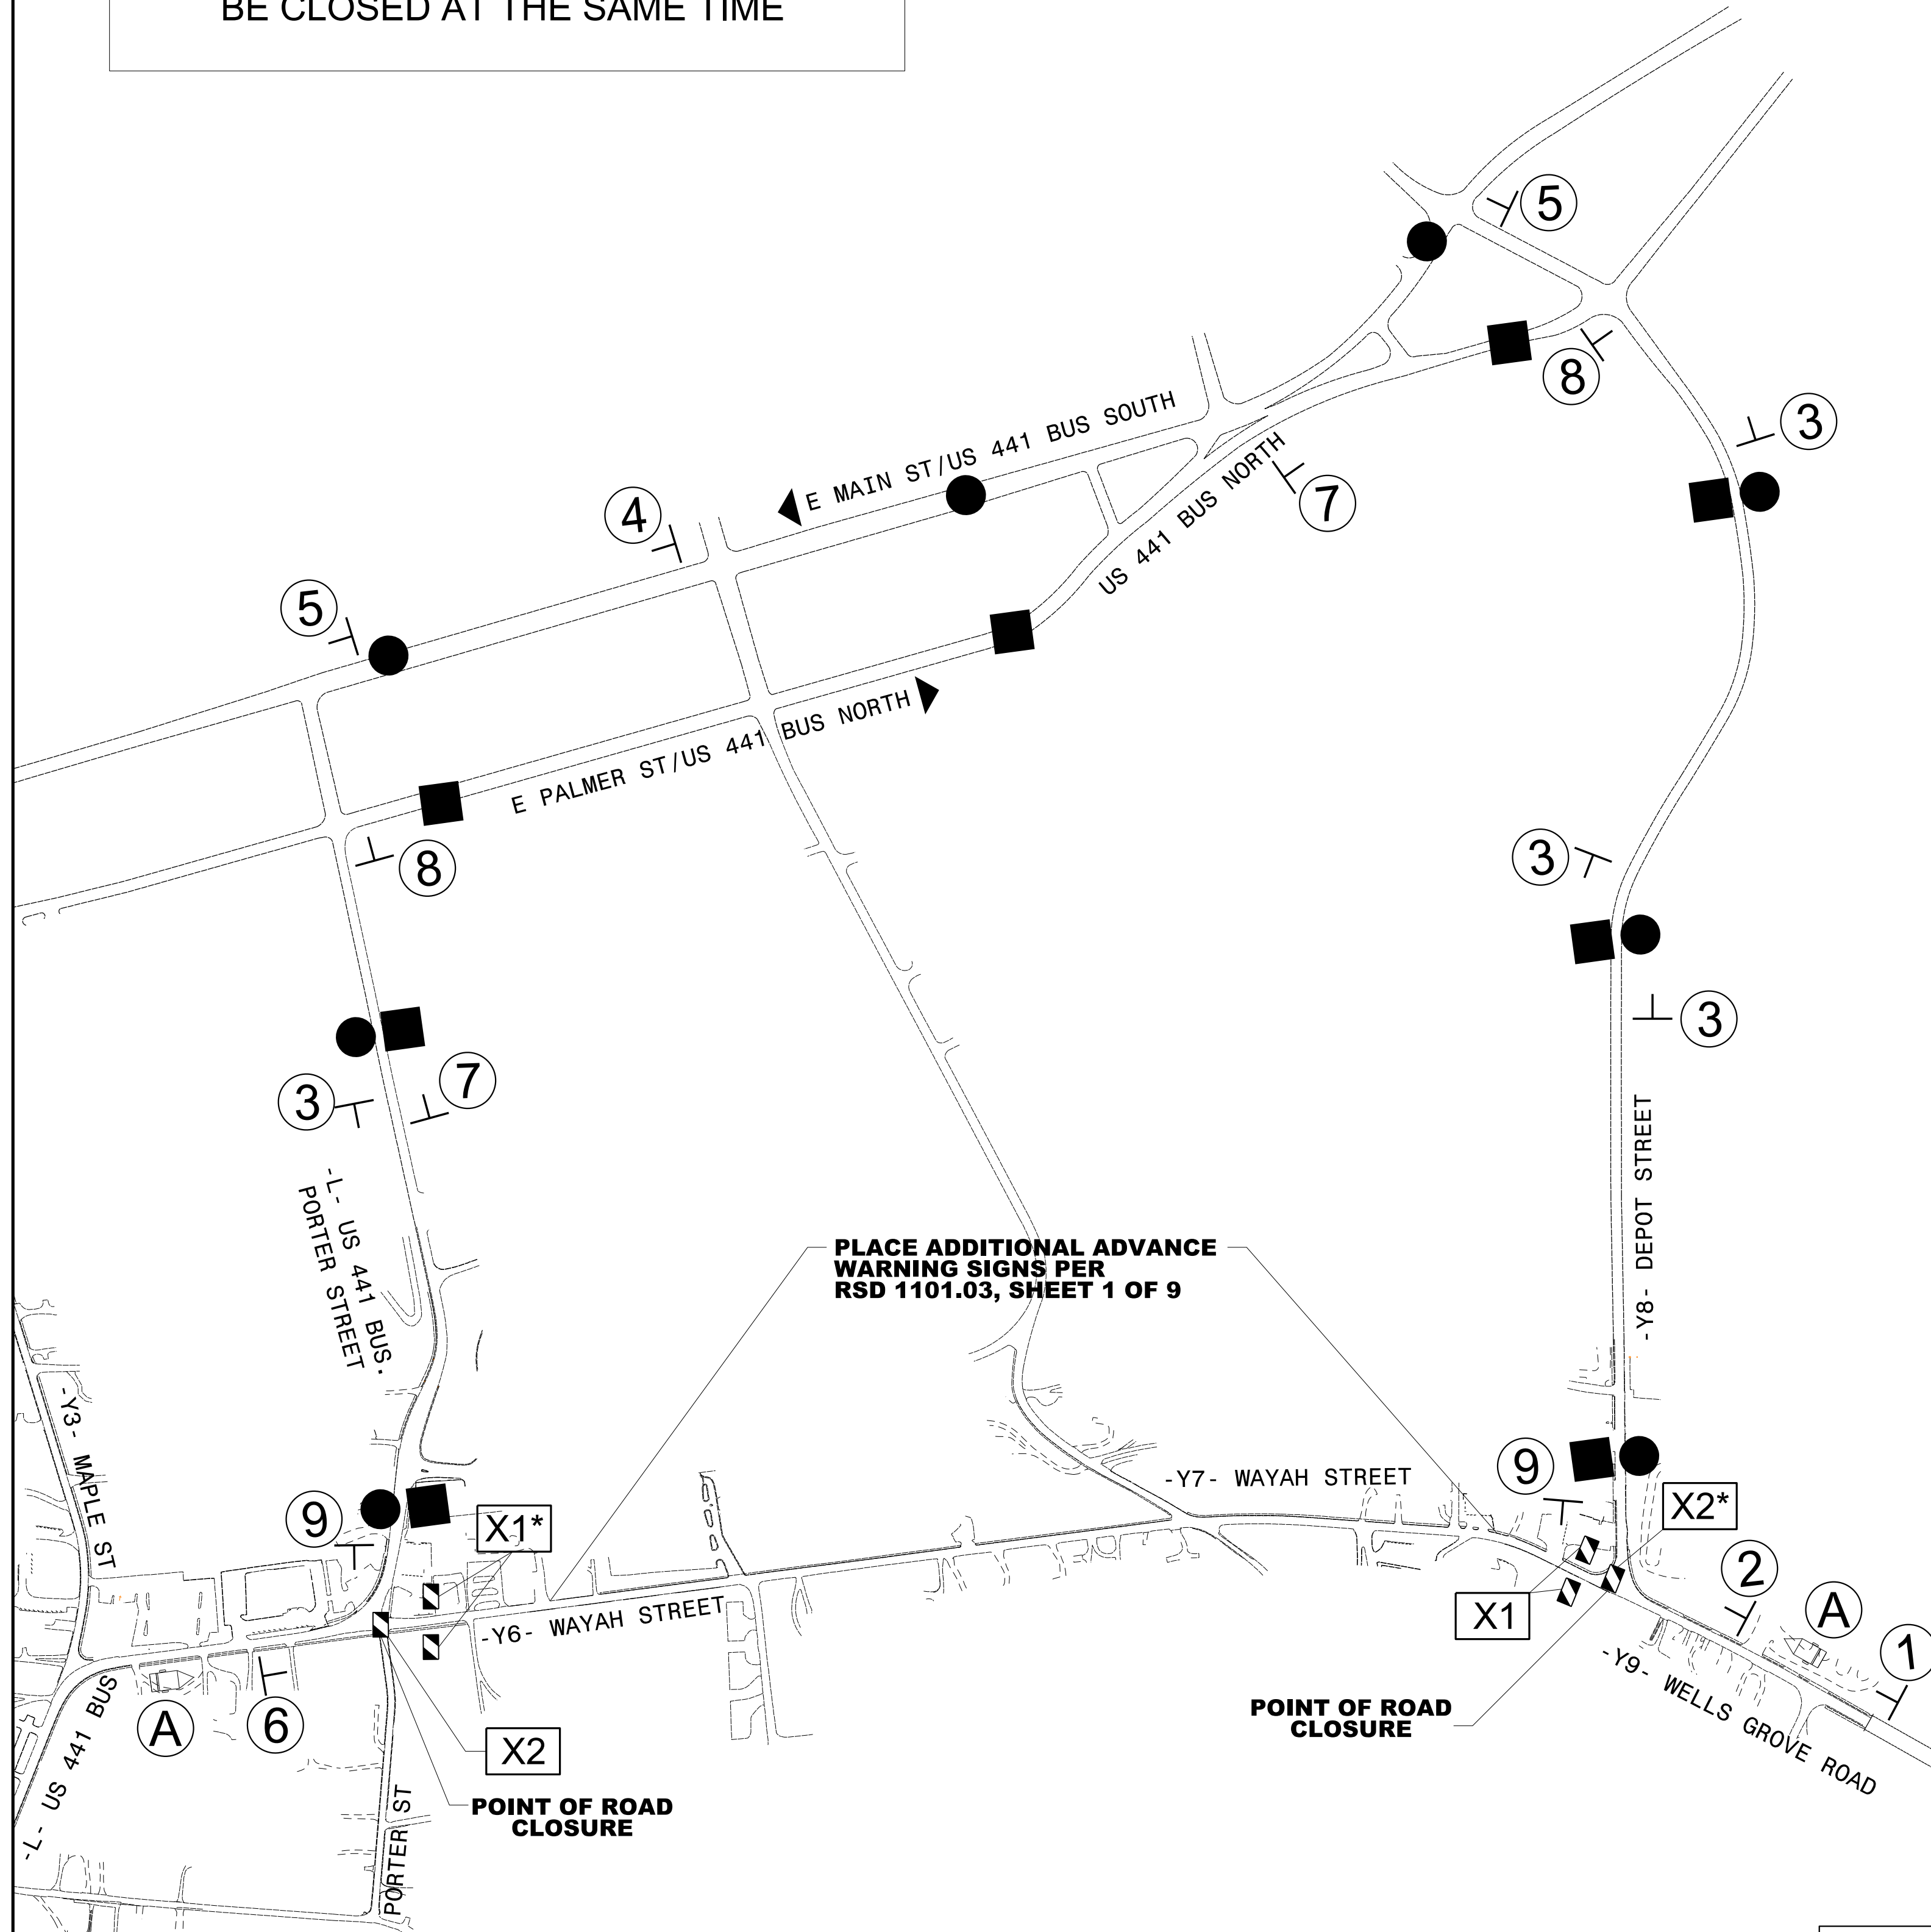 BE CLOSED AT THE SAME TIME
5
8
3
E MAIN ST/US 441 BUS SOUTH
7
US 441 BUS NORTH
4
5
E PALMER ST/US 441 BUS NORTH
8
3
3
7
3
-L- US 441 BUS.
PORTER STREET
-Y8- DEPOT STREET
PLACE ADDITIONAL ADVANCE
WARNING SIGNS PER
RSD 1101.03, SHEET 1 OF 9
-Y3- MAPLE ST
-Y7- WAYAH STREET
9
9
X1*
X2*
2
A
1
X1
-Y6- WAYAH STREET
-Y9- WELLS GROVE ROAD
-L- US 441 BUS
A
6
X2
POINT OF ROAD
CLOSURE
POINT OF ROAD
CLOSURE
PORTER ST